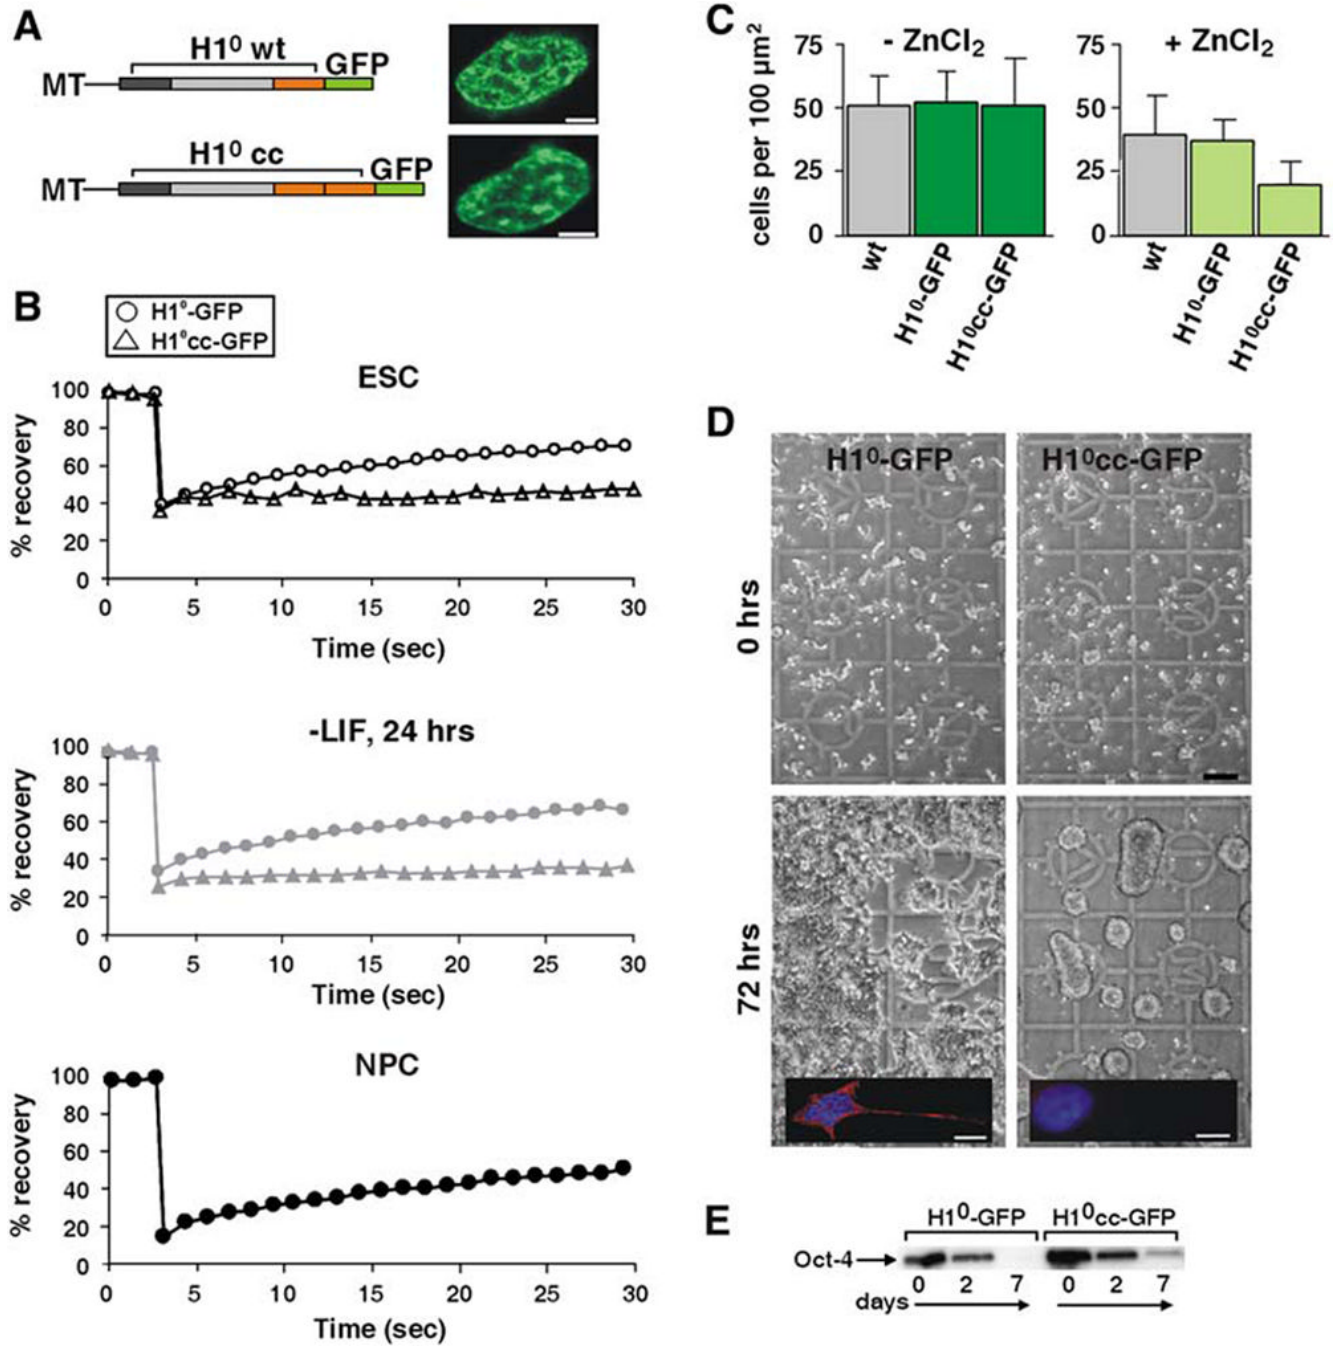 A
H1⁰ wt
GFP
MT
H1⁰ cc
GFP
MT
B
H1⁰-GFP
H1⁰cc-GFP
ESC
% recovery
100
80
60
40
20
0
0 5 10 15 20 25 30
Time (sec)
-LIF, 24 hrs
% recovery
100
80
60
40
20
0
0 5 10 15 20 25 30
Time (sec)
NPC
% recovery
100
80
60
40
20
0
0 5 10 15 20 25 30
Time (sec)
C
cells per 100 µm²
- ZnCl₂
75
50
25
0
wt
H1⁰-GFP
H1⁰cc-GFP
+ ZnCl₂
75
50
25
0
wt
H1⁰-GFP
H1⁰cc-GFP
D
H1⁰-GFP
H1⁰cc-GFP
0 hrs
72 hrs
E
H1⁰-GFP H1⁰cc-GFP
Oct-4
0 2 7 0 2 7
days